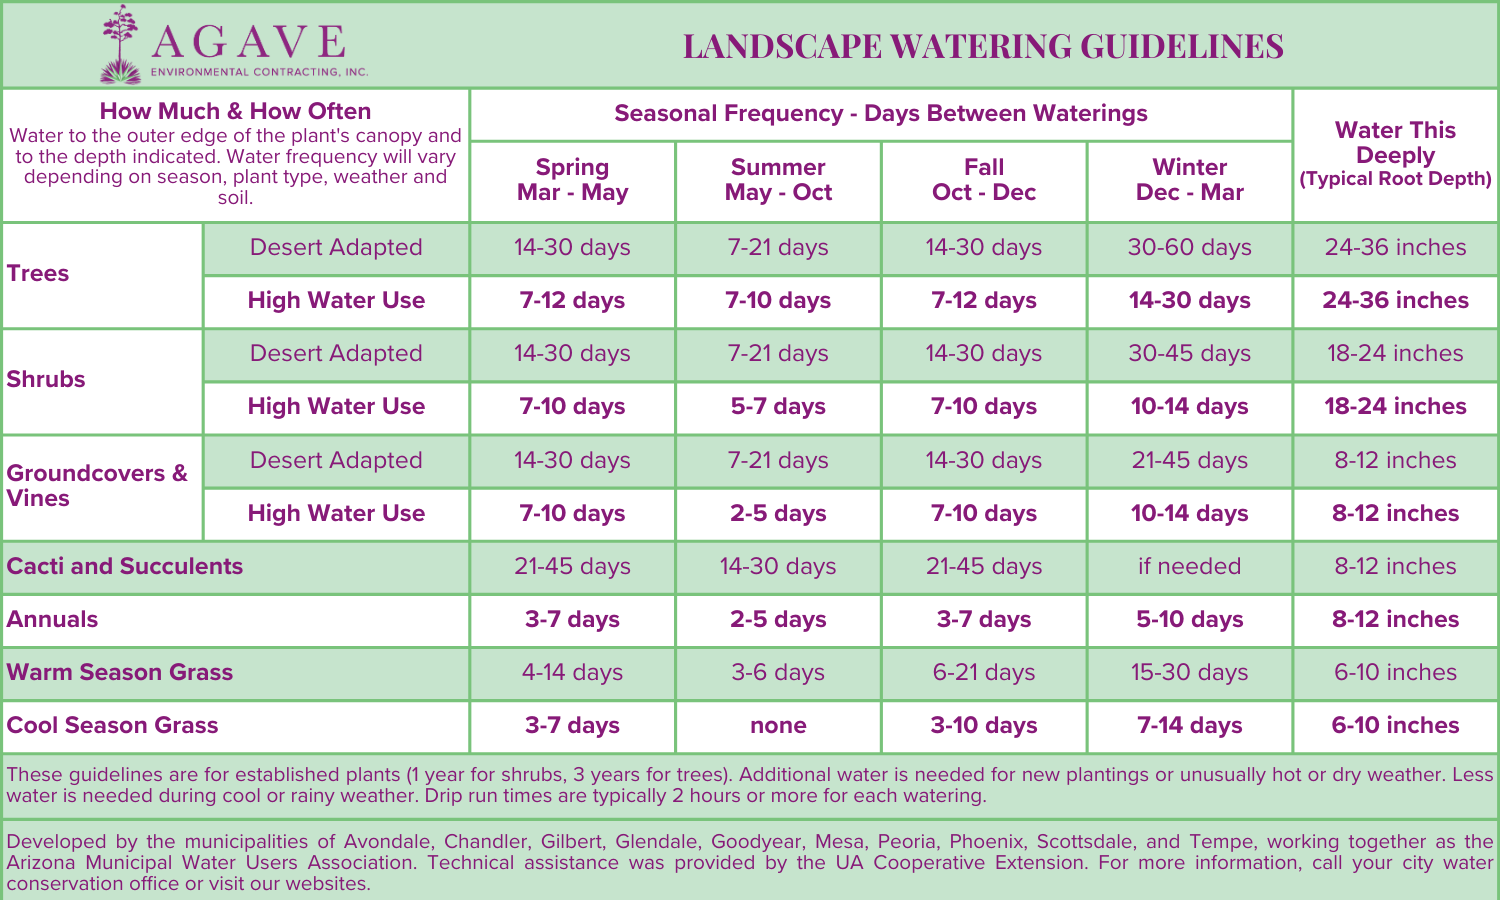 AGAVE
ENVIRONMENTAL CONTRACTING, INC.
LANDSCAPE WATERING GUIDELINES
How Much & How Often
Water to the outer edge of the plant's canopy and
to the depth indicated. Water frequency will vary
depending on season, plant type, weather and
soil.
Seasonal Frequency - Days Between Waterings
Spring
Mar - May
Summer
May - Oct
Fall
Oct - Dec
Winter
Dec - Mar
Water This
Deeply
(Typical Root Depth)
Trees
Desert Adapted 14-30 days 7-21 days 14-30 days 30-60 days 24-36 inches
High Water Use 7-12 days 7-10 days 7-12 days 14-30 days 24-36 inches
Shrubs
Desert Adapted 14-30 days 7-21 days 14-30 days 30-45 days 18-24 inches
High Water Use 7-10 days 5-7 days 7-10 days 10-14 days 18-24 inches
Groundcovers &
Vines
Desert Adapted 14-30 days 7-21 days 14-30 days 21-45 days 8-12 inches
High Water Use 7-10 days 2-5 days 7-10 days 10-14 days 8-12 inches
Cacti and Succulents 21-45 days 14-30 days 21-45 days if needed 8-12 inches
Annuals 3-7 days 2-5 days 3-7 days 5-10 days 8-12 inches
Warm Season Grass 4-14 days 3-6 days 6-21 days 15-30 days 6-10 inches
Cool Season Grass 3-7 days none 3-10 days 7-14 days 6-10 inches
These guidelines are for established plants (1 year for shrubs, 3 years for trees). Additional water is needed for new plantings or unusually hot or dry weather. Less
water is needed during cool or rainy weather. Drip run times are typically 2 hours or more for each watering.
Developed by the municipalities of Avondale, Chandler, Gilbert, Glendale, Goodyear, Mesa, Peoria, Phoenix, Scottsdale, and Tempe, working together as the
Arizona Municipal Water Users Association. Technical assistance was provided by the UA Cooperative Extension. For more information, call your city water
conservation office or visit our websites.